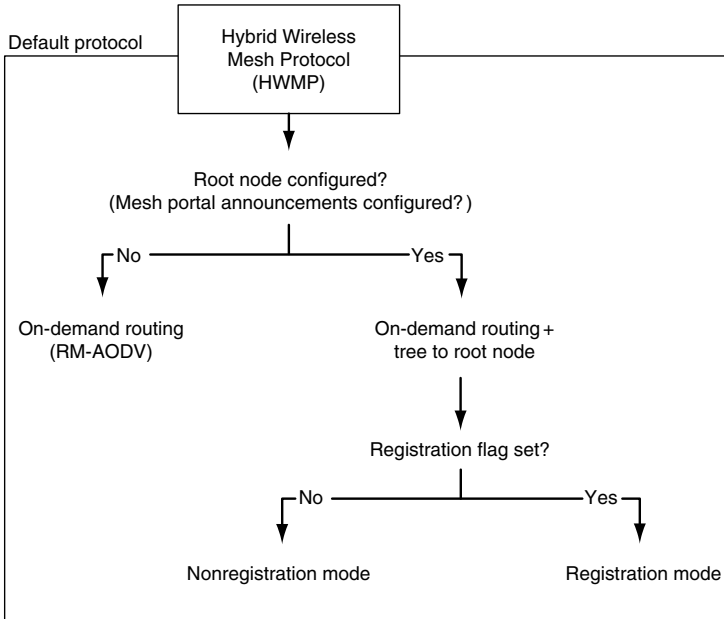 Default protocol
Hybrid Wireless
Mesh Protocol
(HWMP)
Root node configured?
(Mesh portal announcements configured?)
No
Yes
On-demand routing
(RM-AODV)
On-demand routing +
tree to root node
Registration flag set?
No
Yes
Nonregistration mode
Registration mode